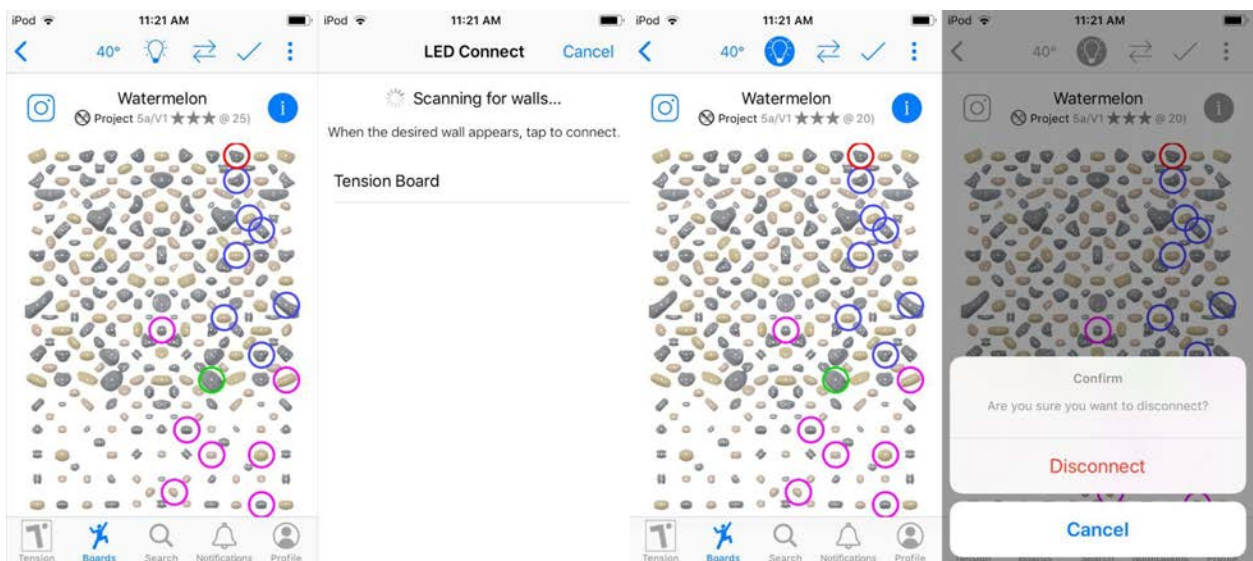 iPod 11:21 AM
40°
Watermelon
Project 5a/V1 ★★★ @ 25)
Tension Boards Search Notifications Profile
iPod 11:21 AM
LED Connect Cancel
Scanning for walls...
When the desired wall appears, tap to connect.
Tension Board
iPod 11:21 AM
40°
Watermelon
Project 5a/V1 ★★★ @ 20)
Tension Boards Search Notifications Profile
iPod 11:21 AM
40°
Watermelon
Project 5a/V1 ★★★ @ 20)
Confirm
Are you sure you want to disconnect?
Disconnect
Cancel